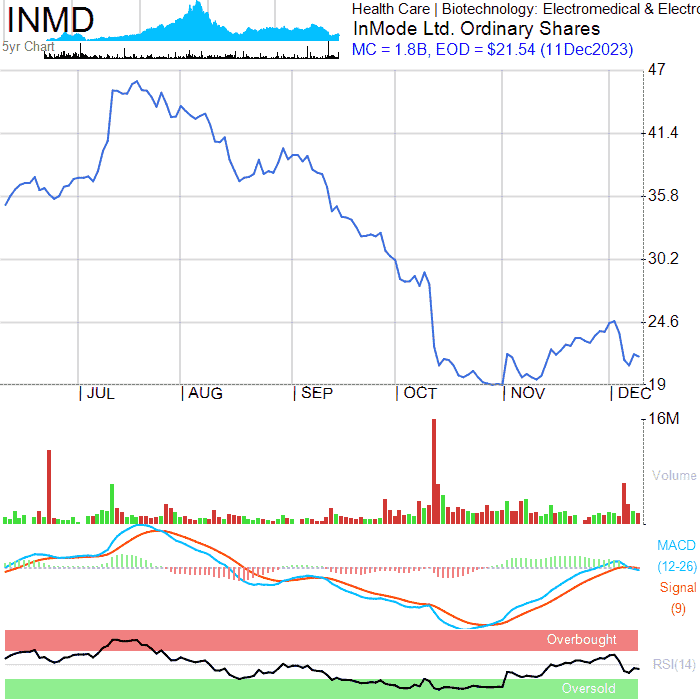 INMD
5yr Chart
Health Care | Biotechnology: Electromedical & Electro
InMode Ltd. Ordinary Shares
MC = 1.8B, EOD = $21.54 (11Dec2023)
47
41.4
35.8
30.2
24.6
19
JUL
AUG
SEP
OCT
NOV
DEC
16M
Volume
MACD
(12-26)
Signal
(9)
Overbought
RSI(14)
Oversold